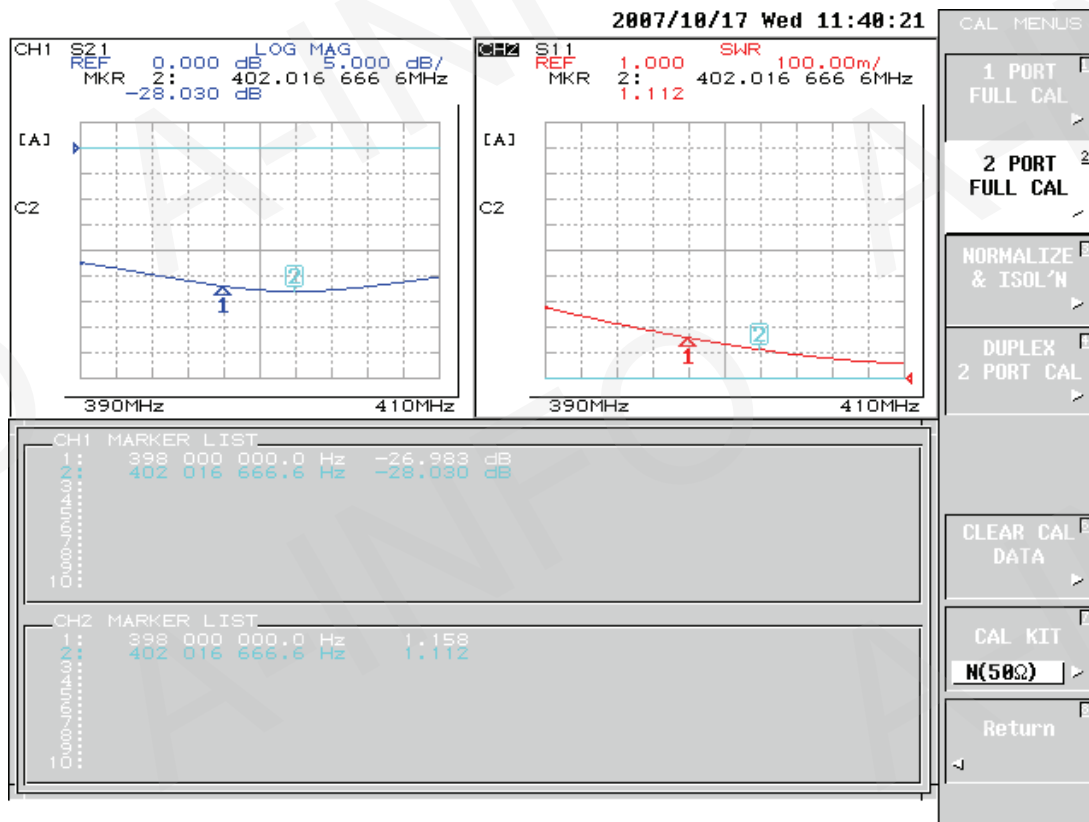 2007/10/17 Wed 11:40:21
CH1 S21 LOG MAG
REF 0.000 dB 5.000 dB/
MKR 2: 402.016 666 6MHz
-28.030 dB
[A]
C2
1
2
390MHz 410MHz
CH2 S11 SWR
REF 1.000 100.00m/
MKR 2: 402.016 666 6MHz
1.112
[A]
C2
1
2
390MHz 410MHz
CH1 MARKER LIST
1: 398 000 000.0 Hz -26.983 dB
2: 402 016 666.6 Hz -28.030 dB
3:
4:
5:
6:
7:
8:
9:
10:
CH2 MARKER LIST
1: 398 000 000.0 Hz 1.158
2: 402 016 666.6 Hz 1.112
3:
4:
5:
6:
7:
8:
9:
10:
CAL MENUS
1 PORT
FULL CAL
2 PORT 2
FULL CAL
NORMALIZE
& ISOL'N
DUPLEX
2 PORT CAL
CLEAR CAL
DATA
CAL KIT
N(50Ω)
Return
A-INFO